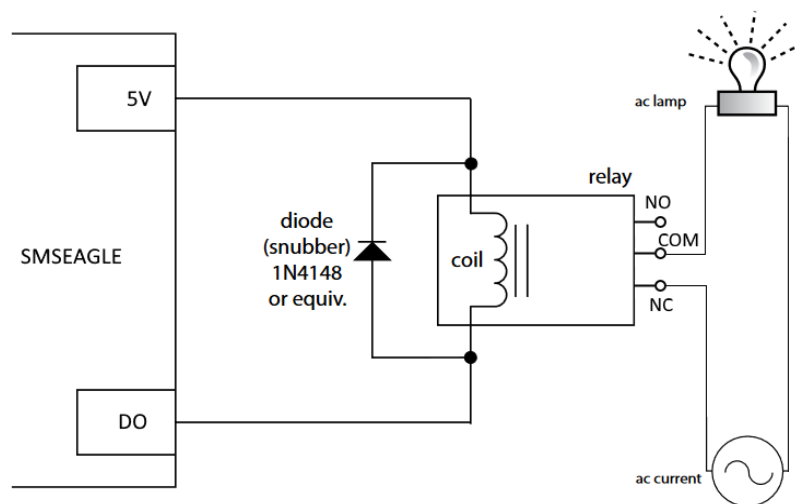 5V
SMSEAGLE
DO
diode
(snubber)
1N4148
or equiv.
coil
relay
NO
COM
NC
ac lamp
ac current